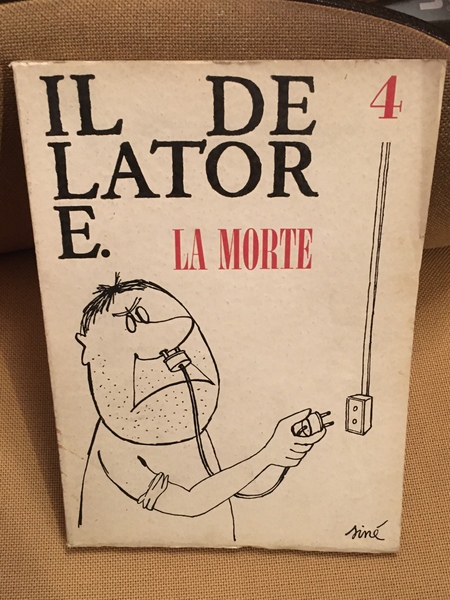 IL DE
LATOR
E.
4
LA MORTE
siné